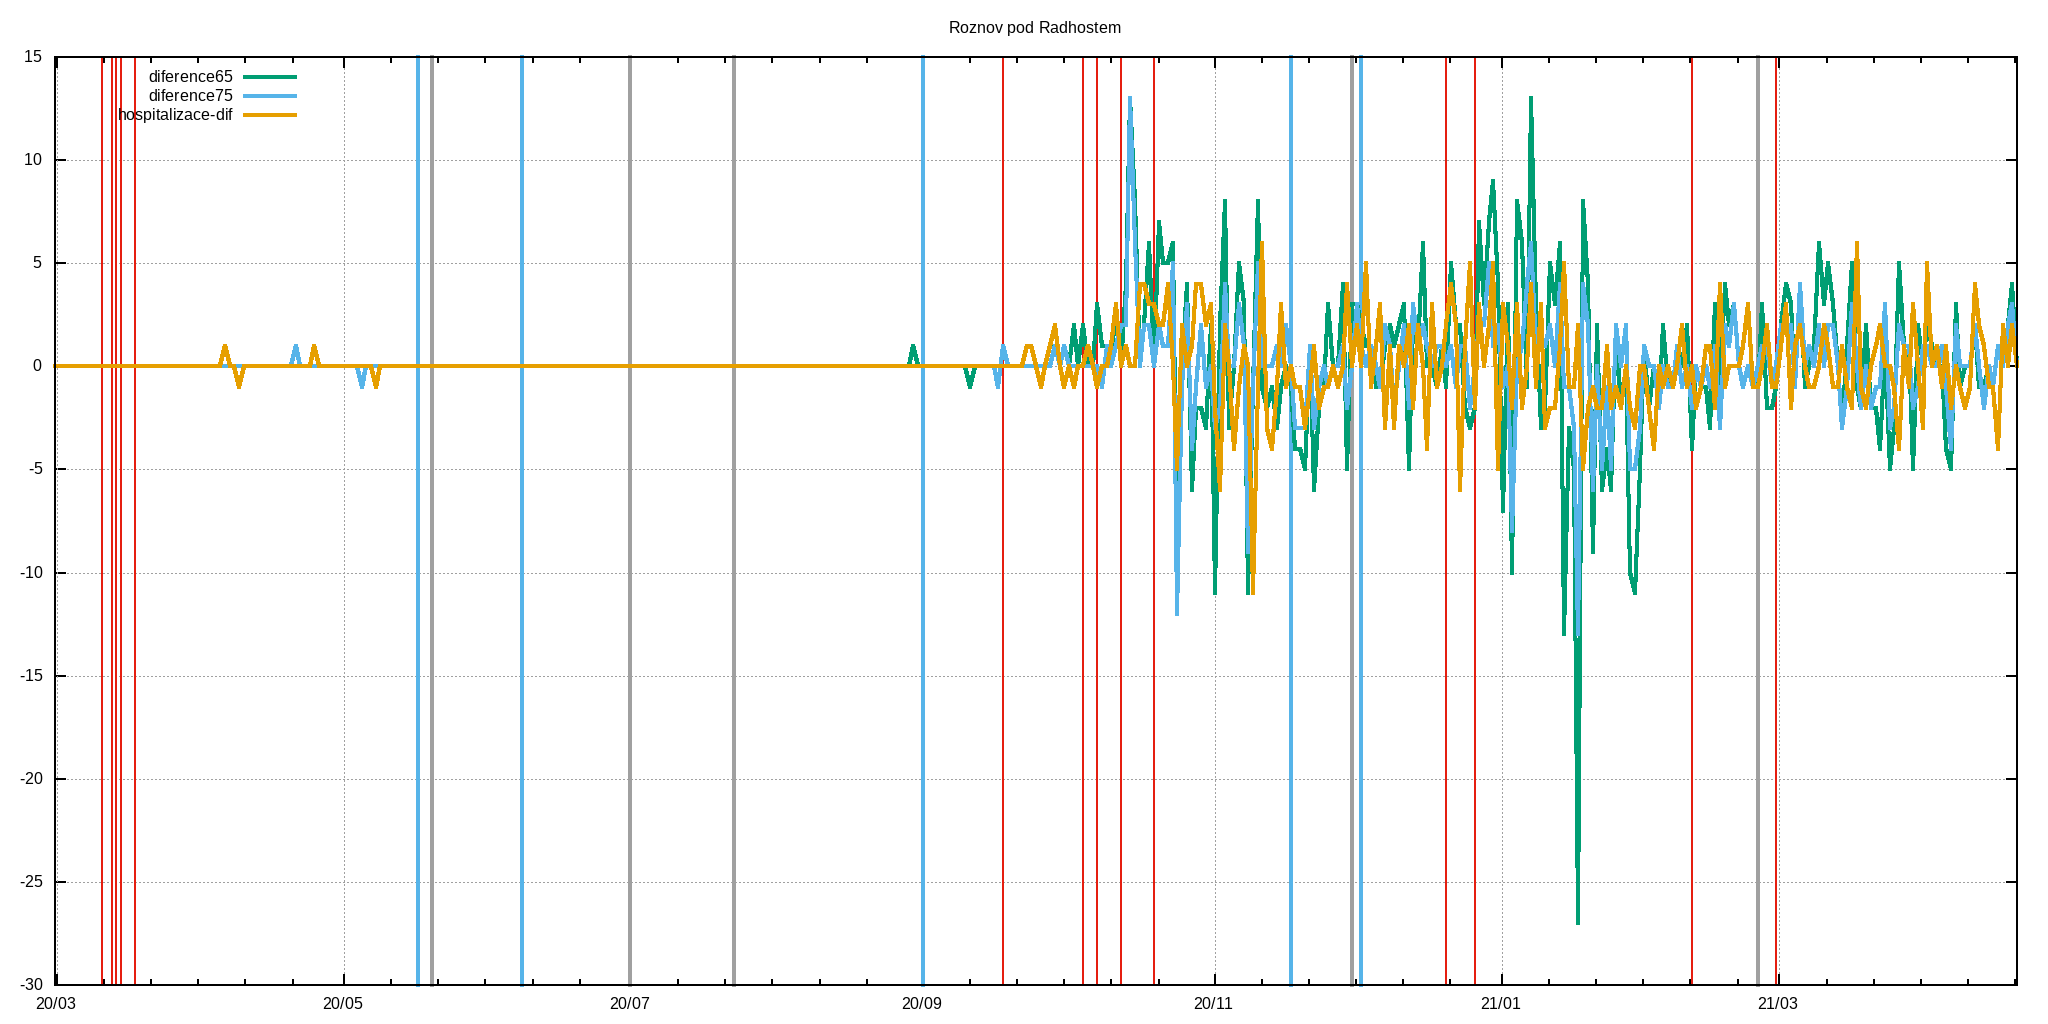 Roznov pod Radhostem
15
diference65
diference75
hospitalizace-dif
10
5
0
-5
-10
-15
-20
-25
-30
20/03 20/05 20/07 20/09 20/11 21/01 21/03